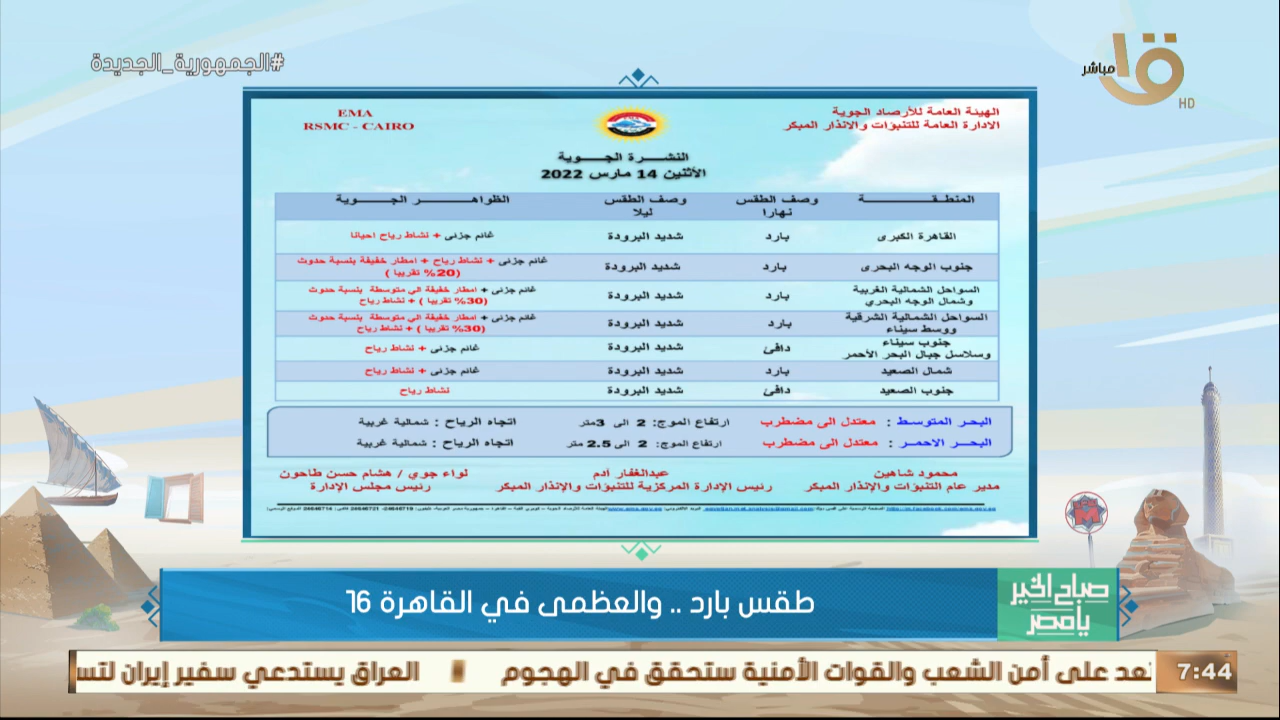 #الجمهورية_الجديدة
مباشر
HD
الهيئة العامة للأرصاد الجوية
الادارة العامة للتنبؤات والانذار المبكر
EMA
RSMC - CAIRO
النشـــرة الجـــوية
الأثنين 14 مارس 2022
المنطقـــة وصف الطقس نهارا وصف الطقس ليلا الظواهـــر الجـــوية
القاهرة الكبرى بارد شديد البرودة غائم جزئى + نشاط رياح احيانا
جنوب الوجه البحرى بارد شديد البرودة غائم جزئى + نشاط رياح + امطار خفيفة بنسبة حدوث (20% تقريبا )
السواحل الشمالية الغربية وشمال الوجه البحري بارد شديد البرودة غائم جزئى + امطار خفيفة الي متوسطة بنسبة حدوث (30% تقريبا ) + نشاط رياح
السواحل الشمالية الشرقية ووسط سيناء بارد شديد البرودة غائم جزئى + امطار خفيفة الي متوسطة بنسبة حدوث (30% تقريبا ) + نشاط رياح
جنوب سيناء وسلاسل جبال البحر الأحمر دافئ شديد البرودة غائم جزئى + نشاط رياح
شمال الصعيد بارد شديد البرودة غائم جزئى + نشاط رياح
جنوب الصعيد دافئ شديد البرودة نشاط رياح
البحر المتوسط : معتدل الى مضطرب ارتفاع الموج: 2 الى 3متر اتجاه الرياح : شمالية غربية
البحر الاحمر : معتدل الى مضطرب ارتفاع الموج: 2 الى 2.5 متر اتجاه الرياح : شمالية غربية
محمود شاهين عبدالغفار أدم لواء جوي / هشام حسن طاحون
مدير عام التنبؤات والإنذار المبكر رئيس الإدارة المركزية للتنبؤات والإنذار المبكر رئيس مجلس الإدارة
صباح الخير
يا مصر
طقس بارد .. والعظمى في القاهرة 16
7:44
على أمن الشعب والقوات الأمنية ستحقق في الهجوم العراق يستدعي سفير إيران